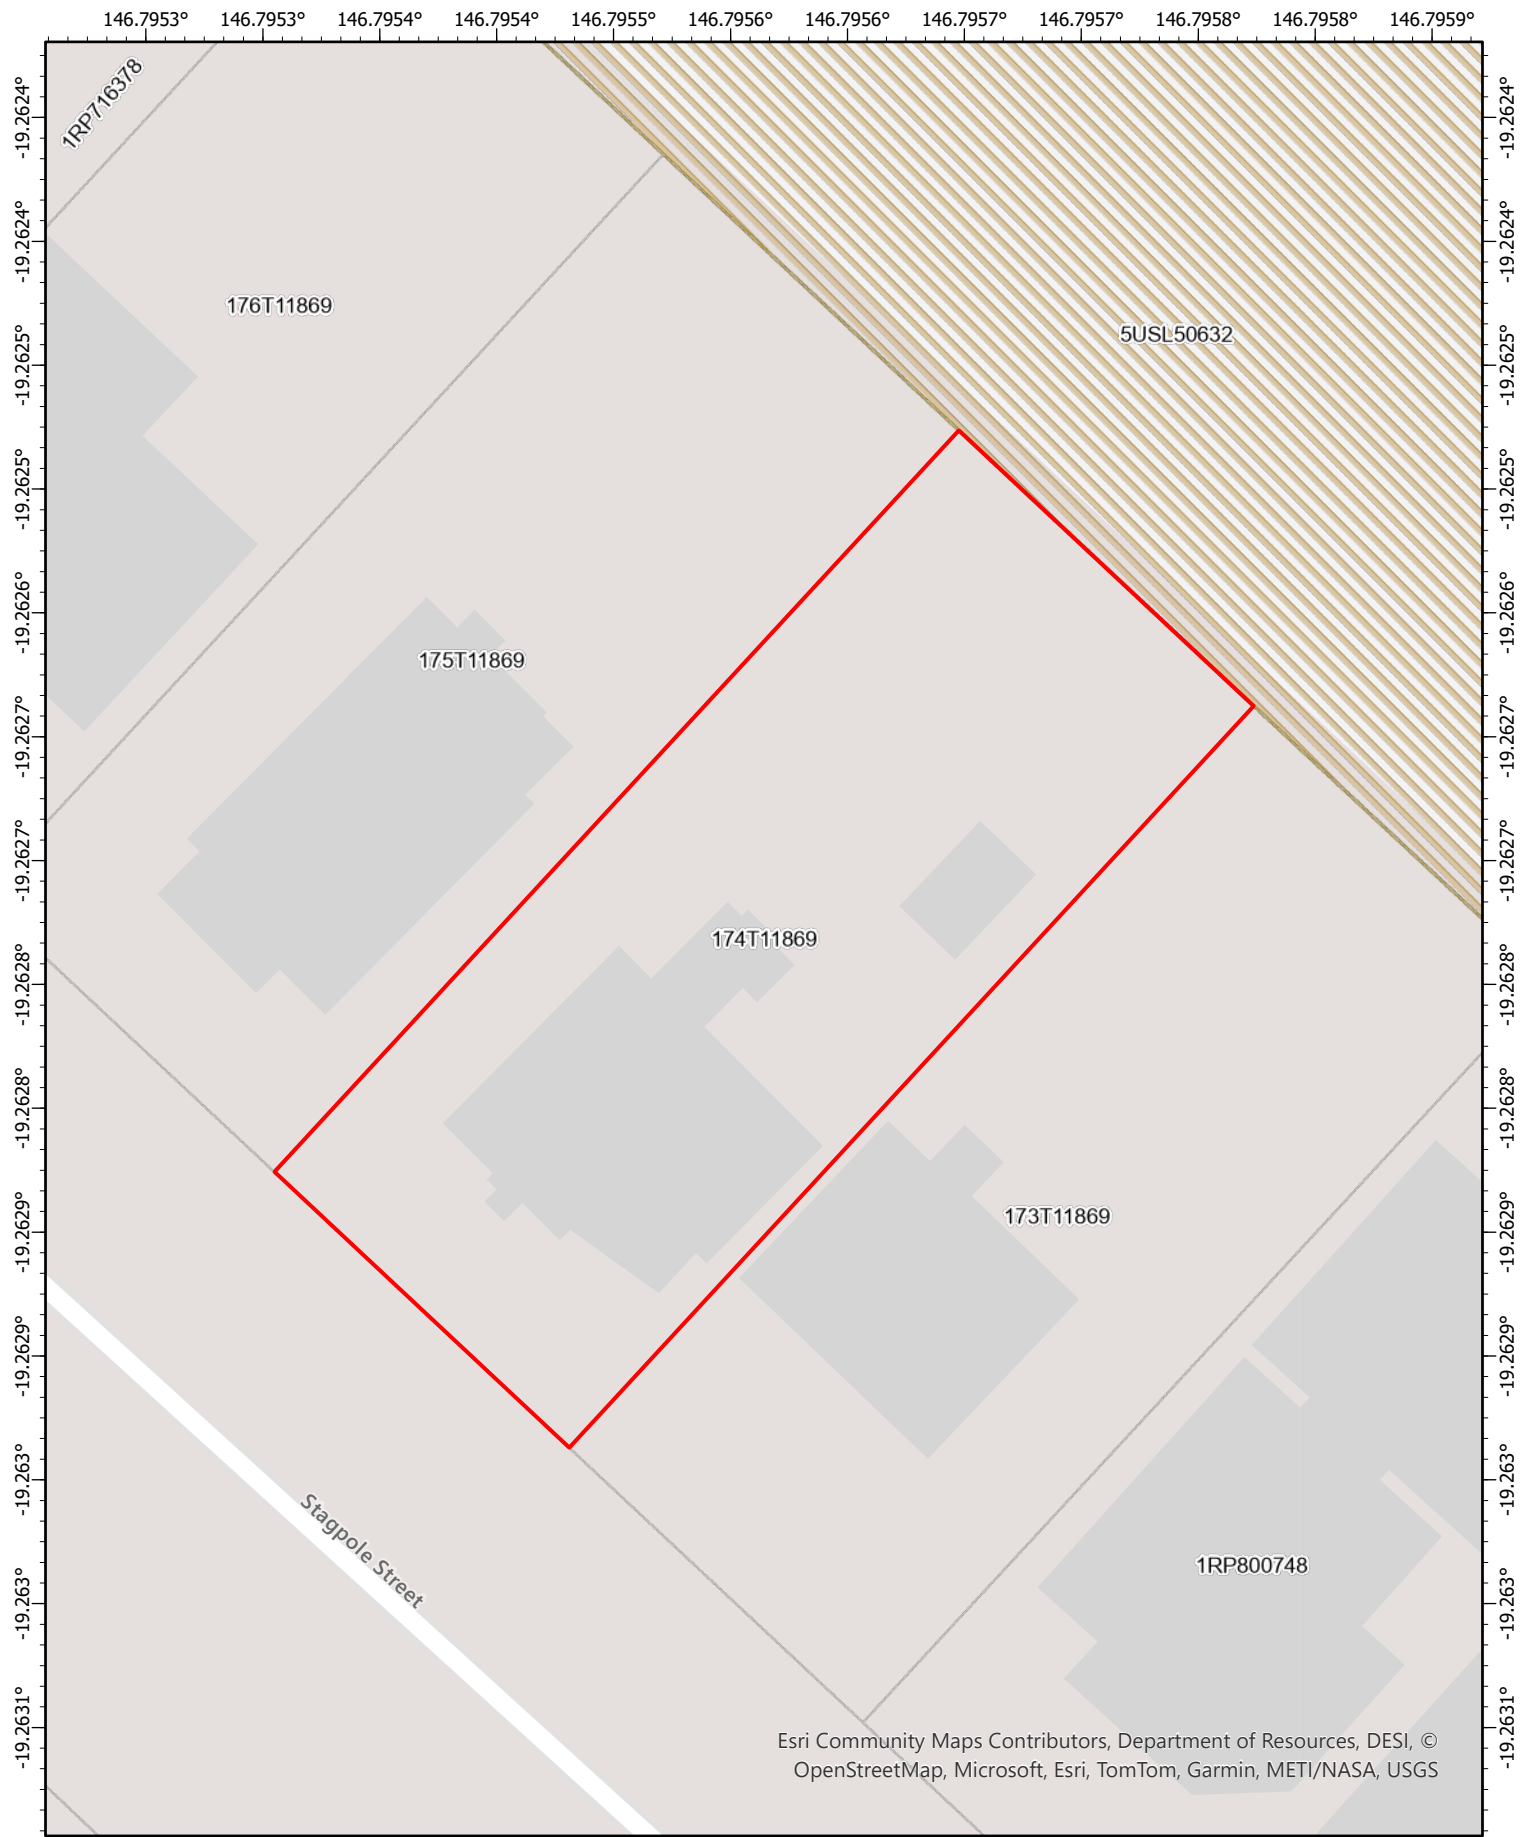 146.7953° 146.7953° 146.7954° 146.7954° 146.7955° 146.7956° 146.7956° 146.7957° 146.7957° 146.7958° 146.7958° 146.7959°
-19.2624°
-19.2624°
-19.2625°
-19.2625°
-19.2626°
-19.2627°
-19.2627°
-19.2628°
-19.2628°
-19.2629°
-19.2629°
-19.263°
-19.263°
-19.2631°
1RP716378
176T11869
5USL50632
175T11869
174T11869
173T11869
Stagpole Street
1RP800748
Esri Community Maps Contributors, Department of Resources, DESI, ©
OpenStreetMap, Microsoft, Esri, TomTom, Garmin, METI/NASA, USGS
-19.2624°
-19.2624°
-19.2625°
-19.2625°
-19.2626°
-19.2627°
-19.2627°
-19.2628°
-19.2628°
-19.2629°
-19.2629°
-19.263°
-19.263°
-19.2631°